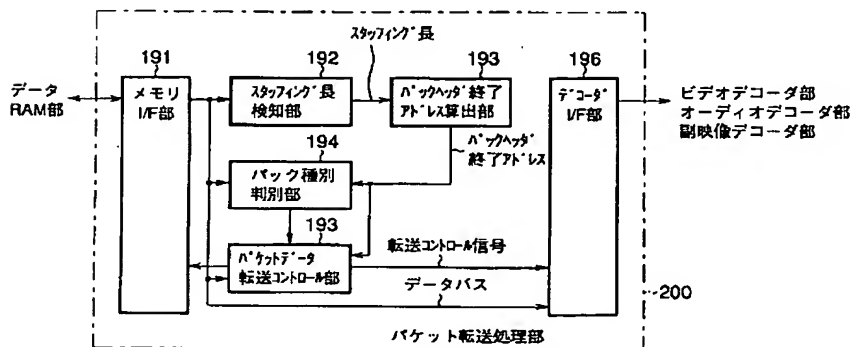 スタッフィング長
191
192
193
196
データ
RAM部
メモリ
I/F部
スタッフィング長
検知部
パックヘッダ終了
アドレス算出部
デコーダ
I/F部
ビデオデコーダ部
オーディオデコーダ部
副映像デコーダ部
194
パックヘッダ
終了アドレス
パック種別
判別部
193
パケットデータ
転送コントロール部
転送コントロール信号
データバス
200
パケット転送処理部